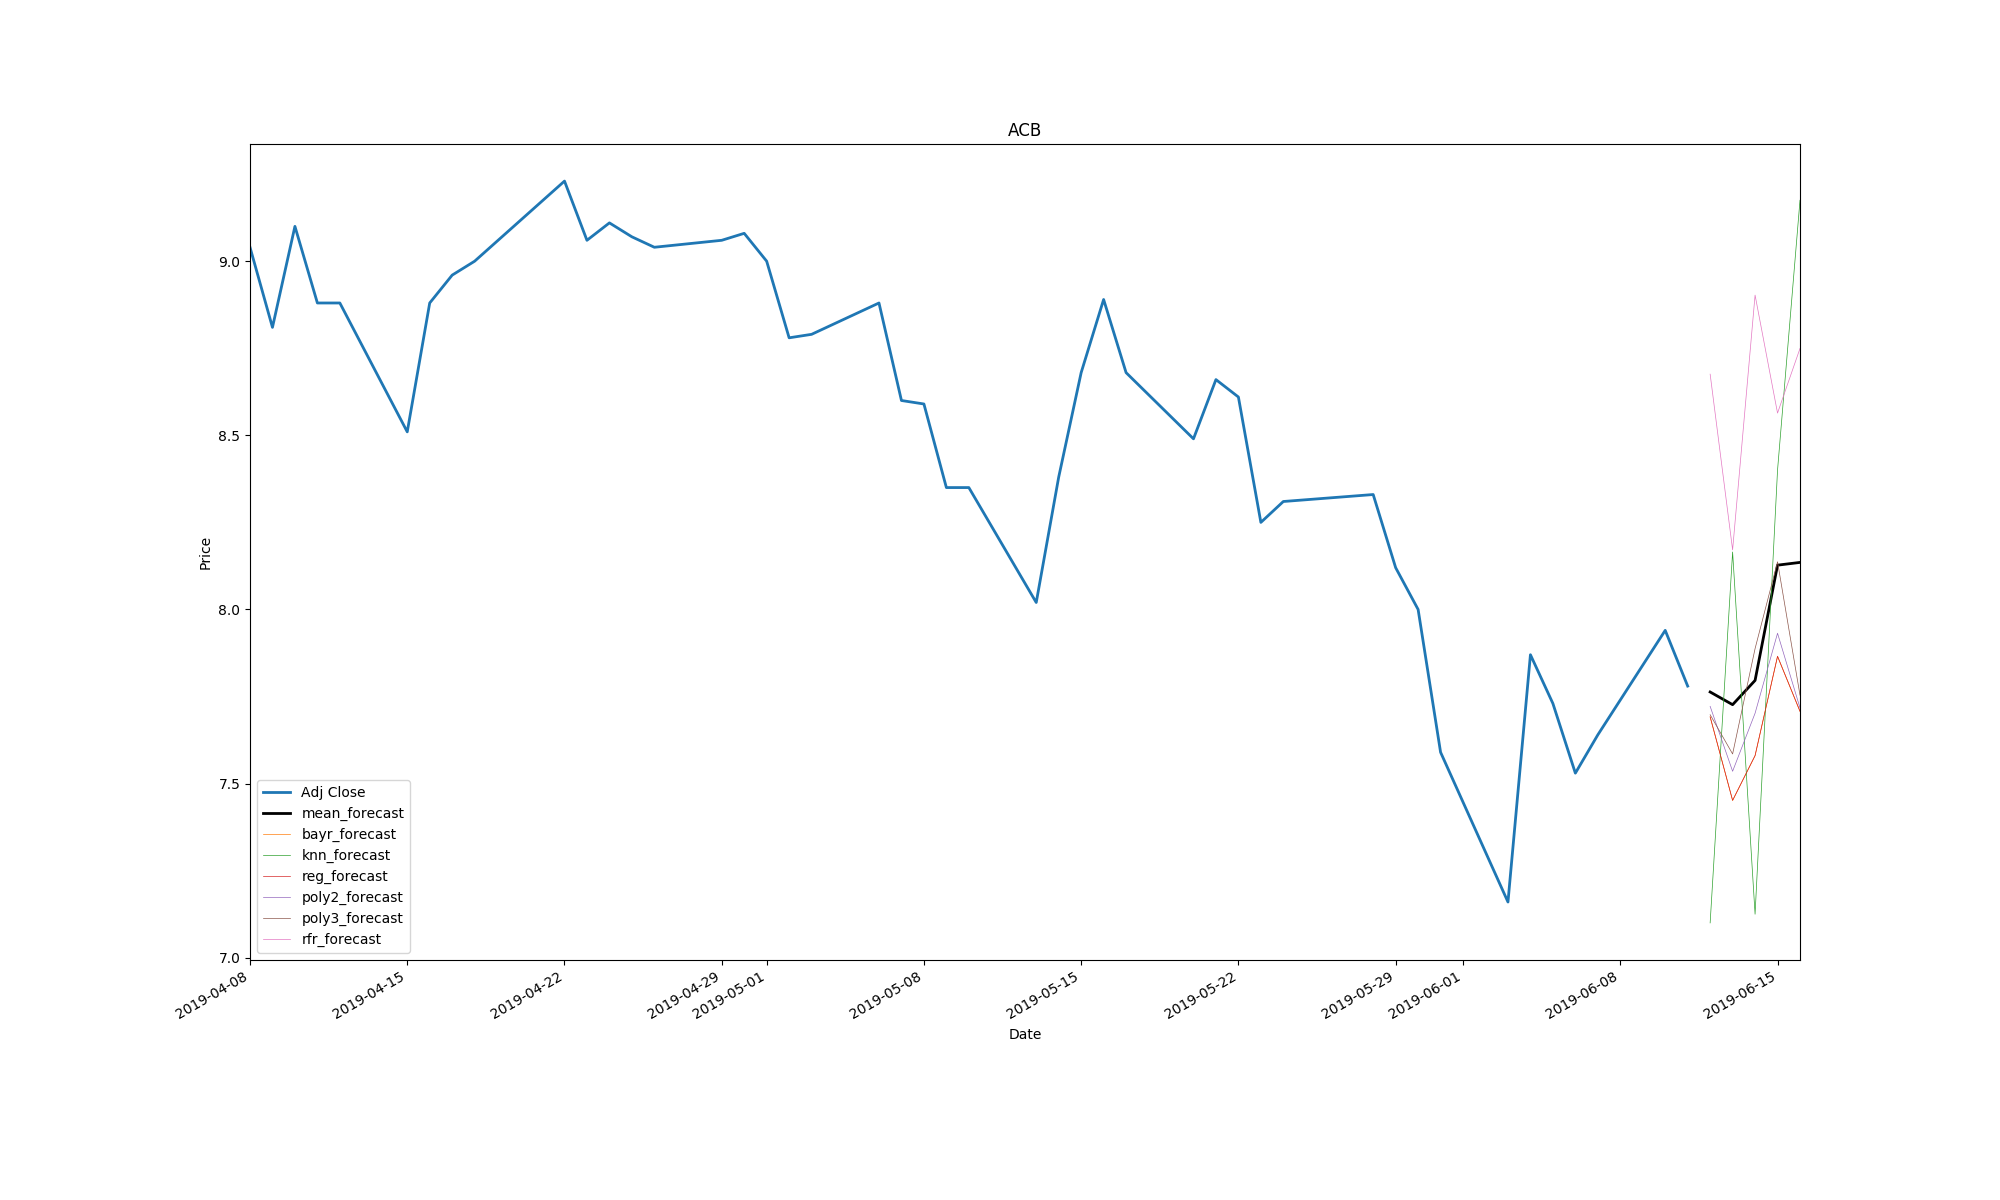 ACB
9.0
8.5
8.0
7.5
7.0
Price
Adj Close
mean_forecast
bayr_forecast
knn_forecast
reg_forecast
poly2_forecast
poly3_forecast
rfr_forecast
2019-04-08
2019-04-15
2019-04-22
2019-04-29
2019-05-01
2019-05-08
2019-05-15
2019-05-22
2019-05-29
2019-06-01
2019-06-08
2019-06-15
Date